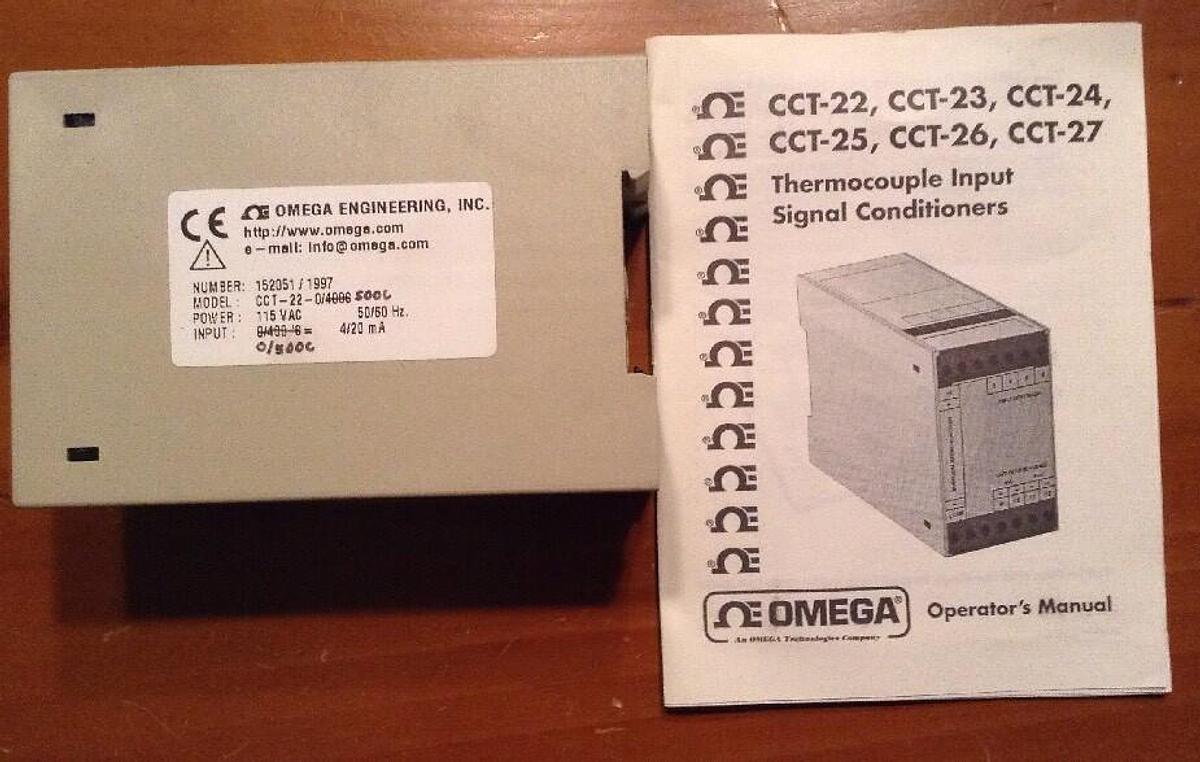 CE OMEGA ENGINEERING, INC.
http://www.omega.com
e-mail: info@omega.com
NUMBER: 152051/1997
MODEL: CCT-22-0/400C 500C
POWER: 115 VAC 50/60 Hz.
INPUT: 4/20 mA
0/500C
CCT-22, CCT-23, CCT-24,
CCT-25, CCT-26, CCT-27
Thermocouple Input
Signal Conditioners
OMEGA®
An OMEGA Technologies Company
Operator's Manual